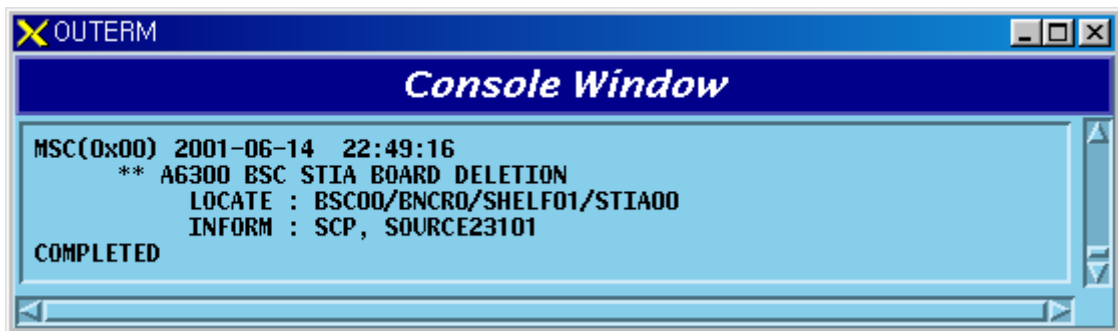 OUTERM
Console Window
MSC(0x00) 2001-06-14 22:49:16
** A6300 BSC STIA BOARD DELETION
LOCATE : BSC00/BNCR0/SHELF01/STIA00
INFORM : SCP, SOURCE23101
COMPLETED